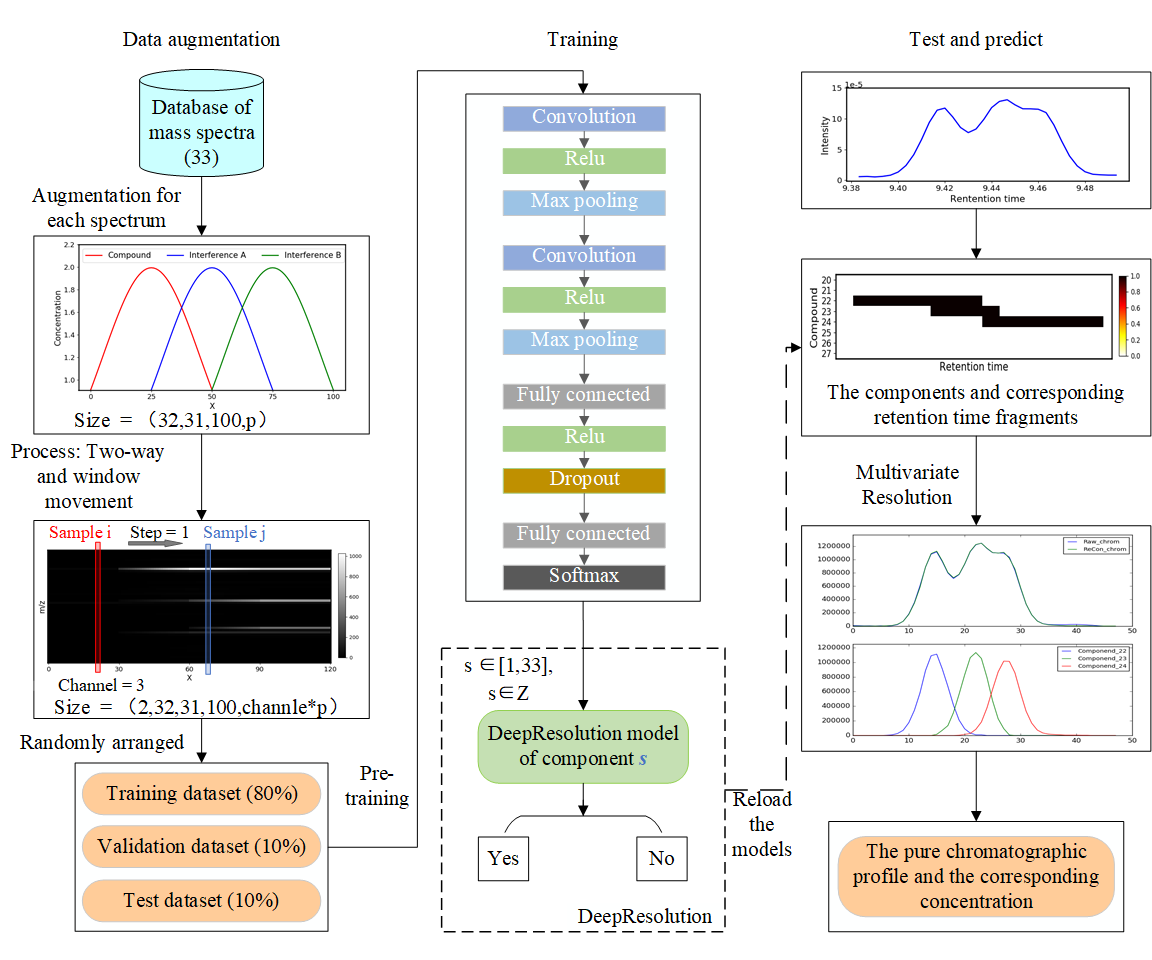 Data augmentation
Database of
mass spectra
(33)
Augmentation for
each spectrum
2.2
2.0
1.8
1.6
1.4
1.2
1.0
Concentration
Compound
Interference A
Interference B
0
25
50
75
100
X
Size = （32,31,100,p）
Process: Two-way
and window
movement
Sample i
Step = 1
Sample j
m/z
1000
800
600
400
200
0
0
30
60
90
120
X
Channel = 3
Size = （2,32,31,100,channle*p）
Randomly arranged
Training dataset (80%)
Validation dataset (10%)
Test dataset (10%)
Pre-
training
Training
Convolution
Relu
Max pooling
Convolution
Relu
Max pooling
Fully connected
Relu
Dropout
Fully connected
Softmax
s ∈[1,33],
s∈Z
DeepResolution model
of component s
Yes
No
DeepResolution
Reload
the
models
Test and predict
1e-5
15
10
5
0
Intensity
9.38
9.40
9.42
9.44
9.46
9.48
Rentention time
20
21
22
23
24
25
26
27
Compound
Retention time
1.0
0.8
0.6
0.4
0.2
0.0
The components and corresponding
retention time fragments
Multivariate
Resolution
1200000
1000000
800000
600000
400000
200000
0
Raw_chrom
ReCon_chrom
0
10
20
30
40
50
1200000
1000000
800000
600000
400000
200000
0
Componend_22
Componend_23
Componend_24
0
10
20
30
40
50
The pure chromatographic
profile and the corresponding
concentration